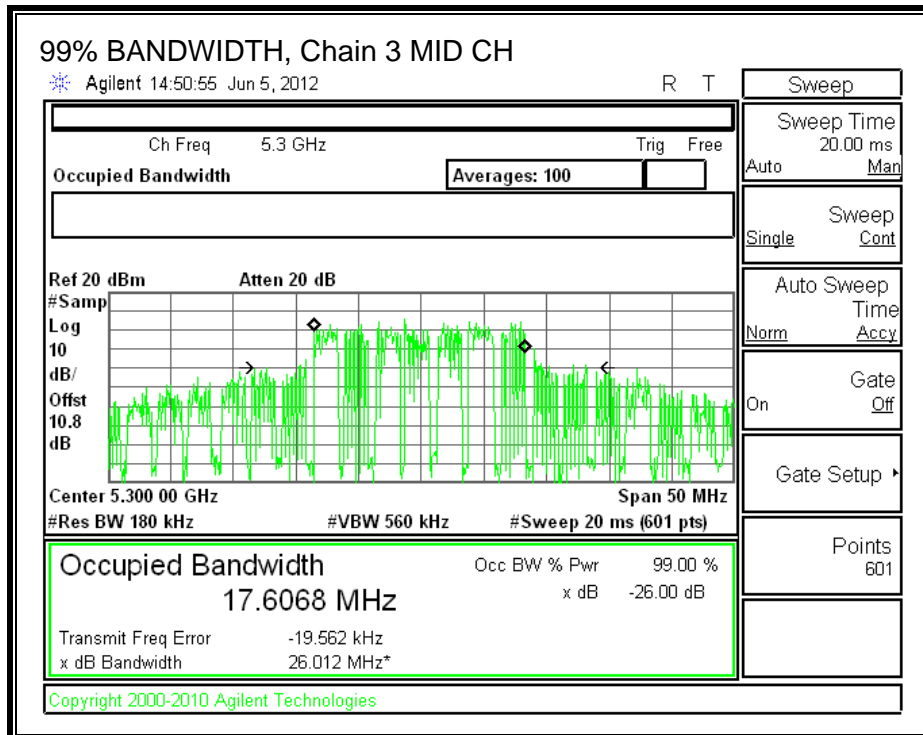 99% BANDWIDTH, Chain 3 MID CH
Agilent 14:50:55 Jun 5, 2012 R T
Ch Freq 5.3 GHz Trig Free
Occupied Bandwidth Averages: 100
Ref 20 dBm Atten 20 dB
#Samp
Log
10
dB/
Offst
10.8
dB
Center 5.300 00 GHz Span 50 MHz
#Res BW 180 kHz #VBW 560 kHz #Sweep 20 ms (601 pts)
Occupied Bandwidth Occ BW % Pwr 99.00 %
17.6068 MHz x dB -26.00 dB
Transmit Freq Error -19.562 kHz
x dB Bandwidth 26.012 MHz*
Copyright 2000-2010 Agilent Technologies
Sweep
Sweep Time
20.00 ms
Auto Man
Sweep
Single Cont
Auto Sweep
Time
Norm Accy
Gate
On Off
Gate Setup
Points
601